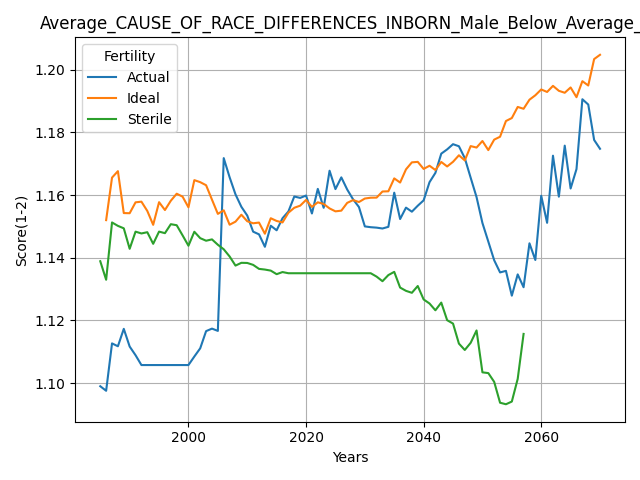 Average_CAUSE_OF_RACE_DIFFERENCES_INBORN_Male_Below_Average_
Fertility
Actual
Ideal
Sterile
Score(1-2)
1.20
1.18
1.16
1.14
1.12
1.10
2000 2020 2040 2060
Years